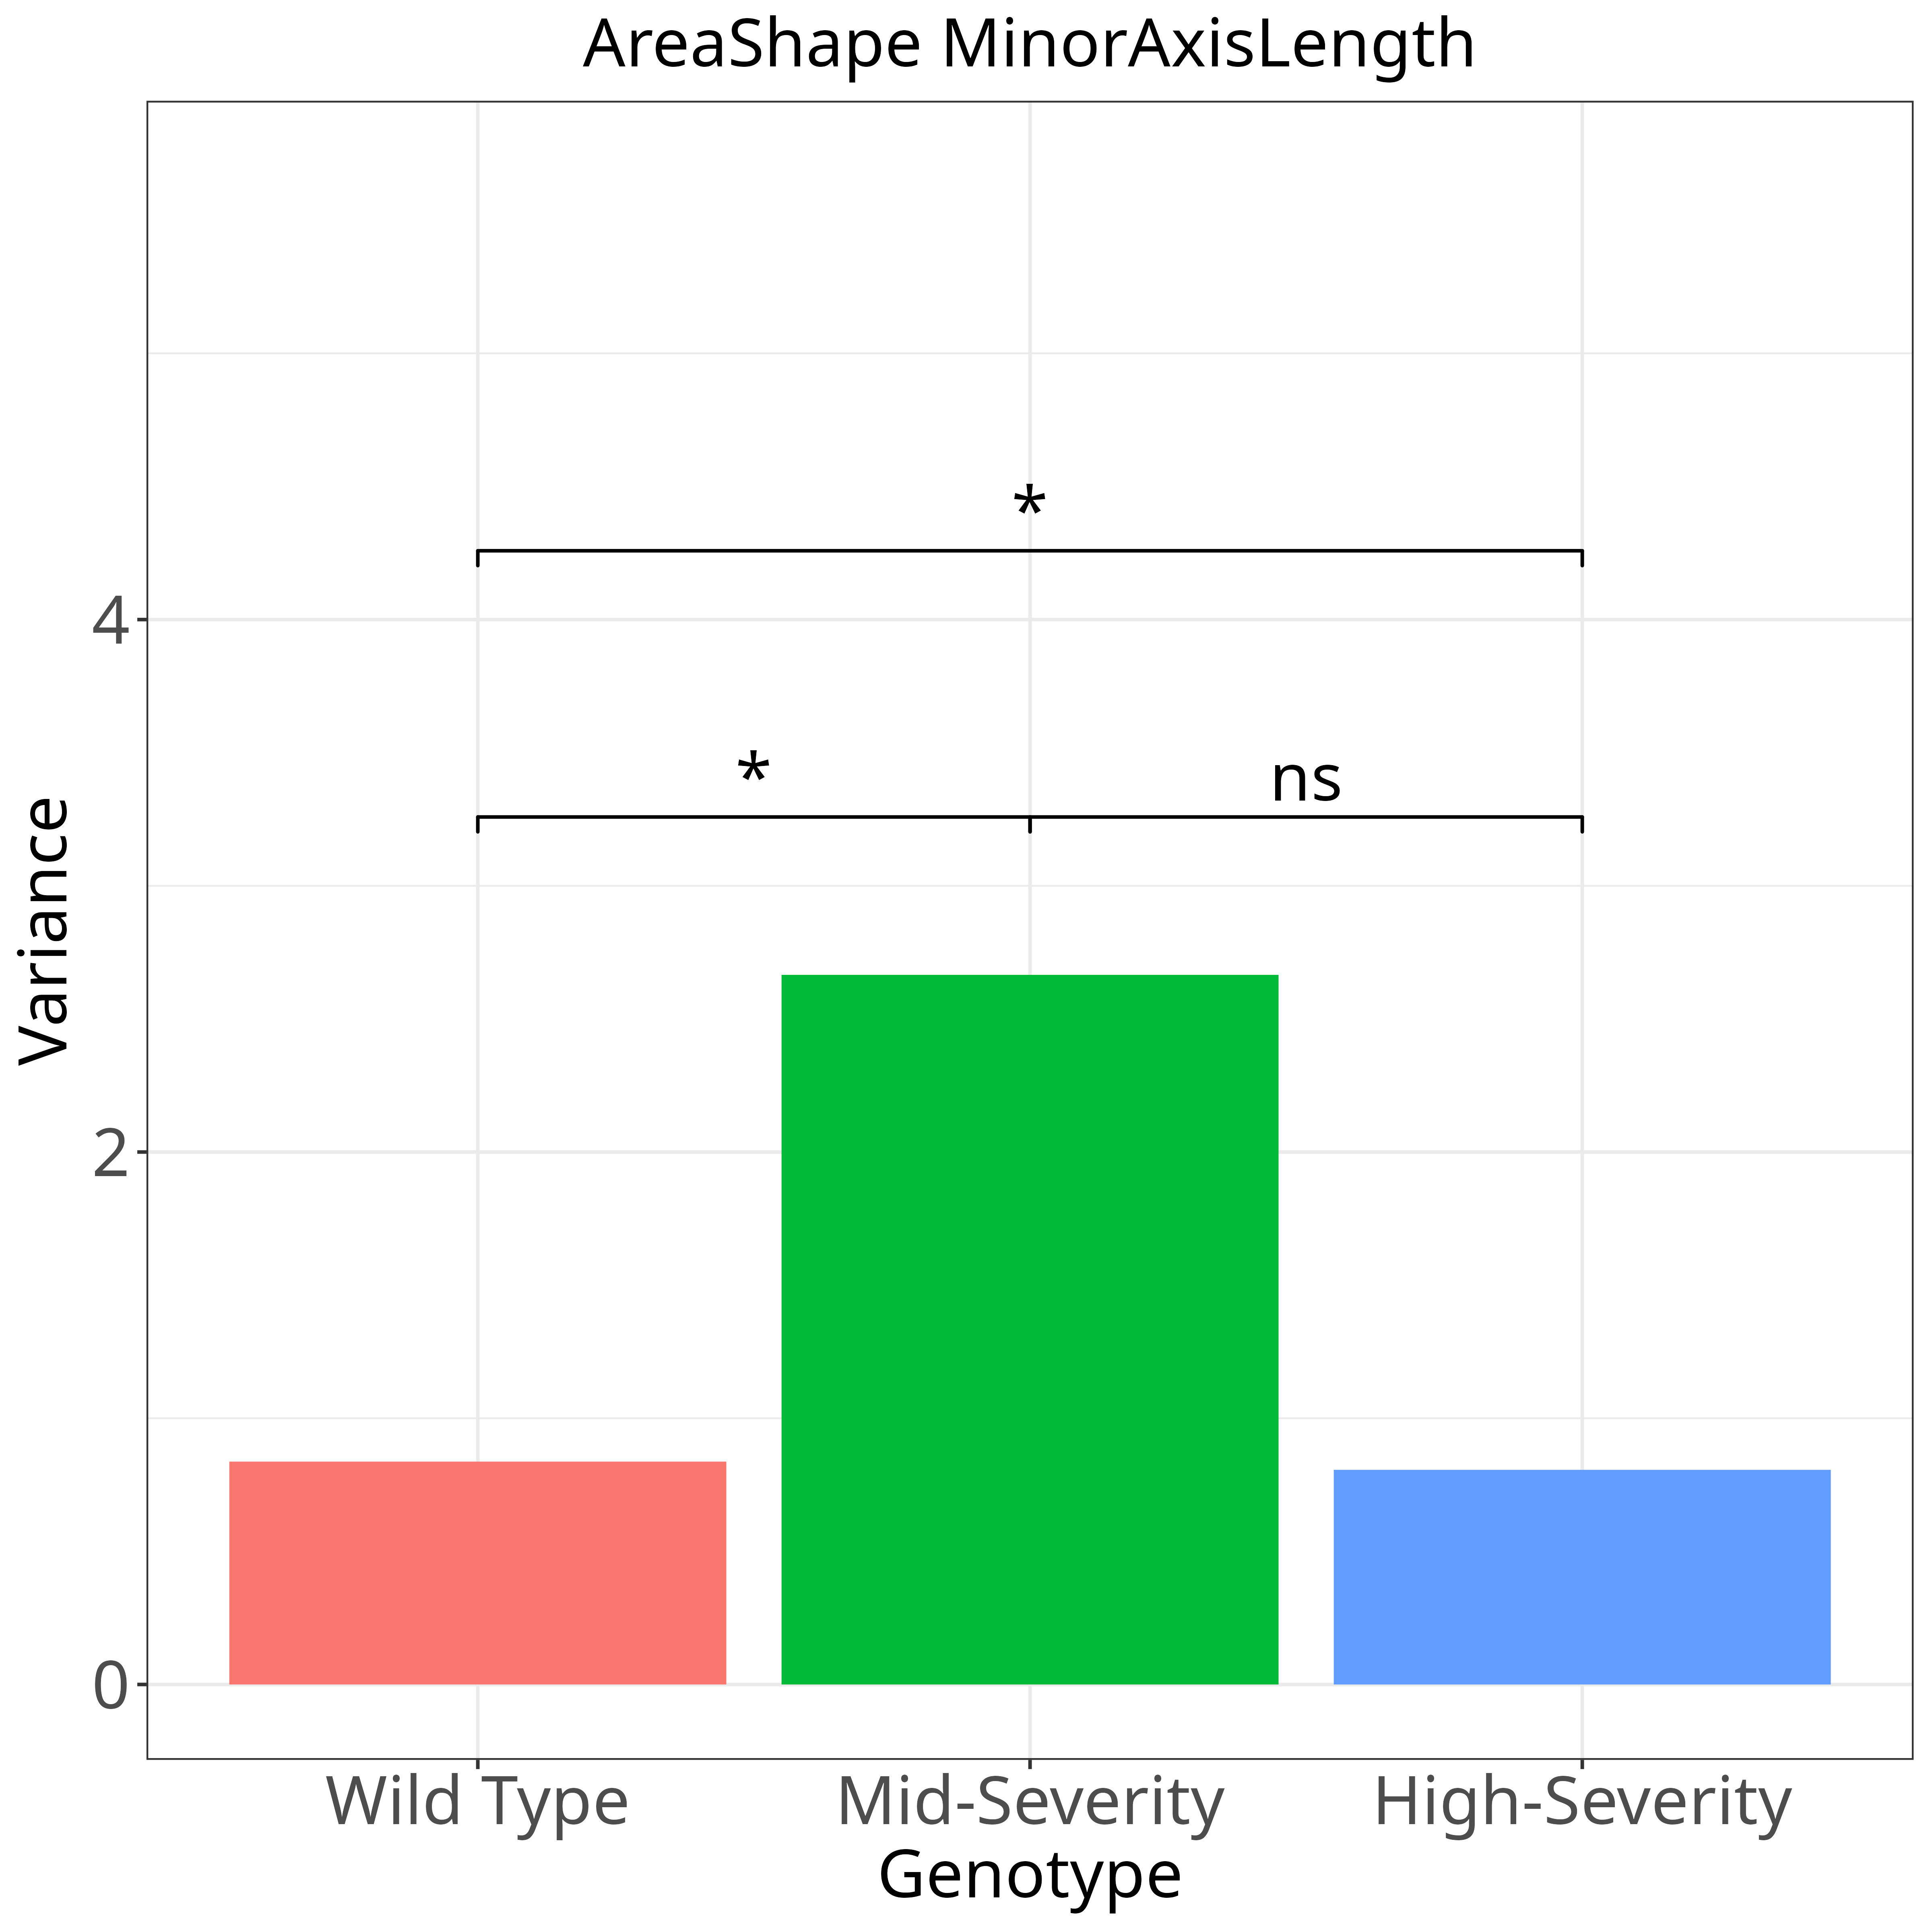 AreaShape MinorAxisLength
*
4
*
ns
Variance
2
0
Wild Type
Mid-Severity
High-Severity
Genotype